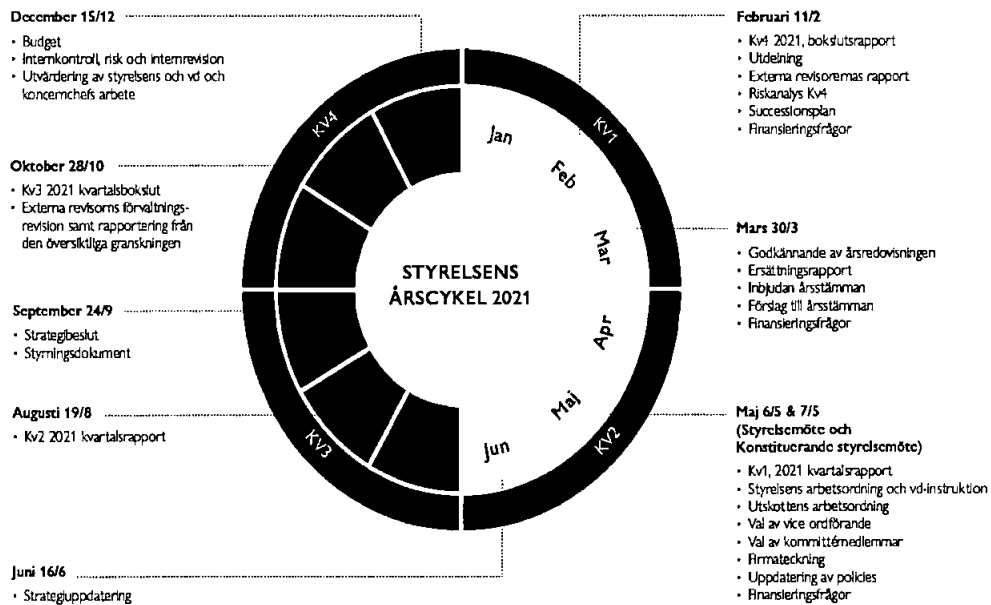 December 15/12
• Budget
• Internkontroll, risk och internrevision
• Utvärdering av styrelsens och vd och
koncernchefs arbete
Oktober 28/10
• Kv3 2021 kvartalsbokslut
• Externa revisorns förvaltnings-
revision samt rapportering från
den översiktliga granskningen
September 24/9
• Strategibeslut
• Styrningsdokument
Augusti 19/8
• Kv2 2021 kvartalsrapport
Juni 16/6
• Strategiuppdatering
KV4
KV1
KV3
KV2
Jan
Feb
Mar
Apr
Maj
Jun
STYRELSENS
ÅRSCYKEL 2021
Februari 11/2
• Kv4 2021, bokslutsrapport
• Utdelning
• Externa revisorernas rapport
• Riskanalys Kv4
• Successionsplan
• Finansieringsfrågor
Mars 30/3
• Godkännande av årsredovisningen
• Ersättningsrapport
• Inbjudan årsstämman
• Förslag till årsstämman
• Finansieringsfrågor
Maj 6/5 & 7/5
(Styrelsemöte och
Konstituerande styrelsemöte)
• Kv1, 2021 kvartalsrapport
• Styrelsens arbetsordning och vd-instruktion
• Utskottens arbetsordning
• Val av vice ordförande
• Val av kommittémedlemmar
• Firmateckning
• Uppdatering av policies
• Finansieringsfrågor